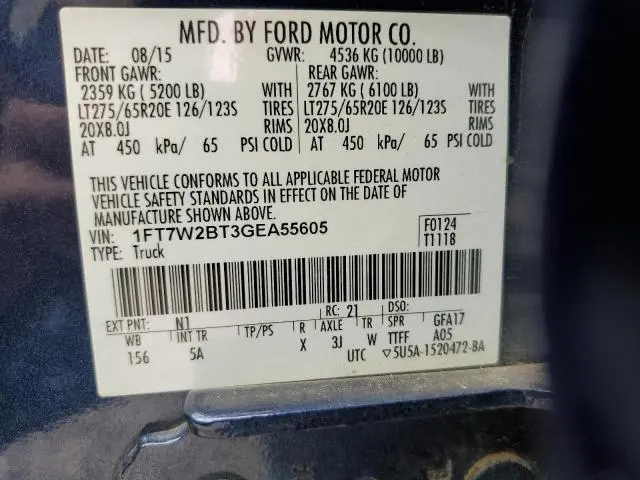 MFD. BY FORD MOTOR CO.
DATE: 08/15 GVWR: 4536 KG (10000 LB)
FRONT GAWR: REAR GAWR:
2359 KG ( 5200 LB) WITH 2767 KG ( 6100 LB) WITH
LT275/65R20E 126/123S TIRES LT275/65R20E 126/123S TIRES
20X8.0J RIMS 20X8.0J RIMS
AT 450 kPa/ 65 PSI COLD AT 450 kPa/ 65 PSI COLD
THIS VEHICLE CONFORMS TO ALL APPLICABLE FEDERAL MOTOR
VEHICLE SAFETY STANDARDS IN EFFECT ON THE DATE OF
MANUFACTURE SHOWN ABOVE.
VIN: 1FT7W2BT3GEA55605 F0124
TYPE: Truck T1118
EXT PNT: N1 RC: 21 DSO:
WB INT TR TP/PS R AXLE TR SPR GFA17
156 5A X 3J W TTFF A05
UTC ▽5U5A-1520472-BA